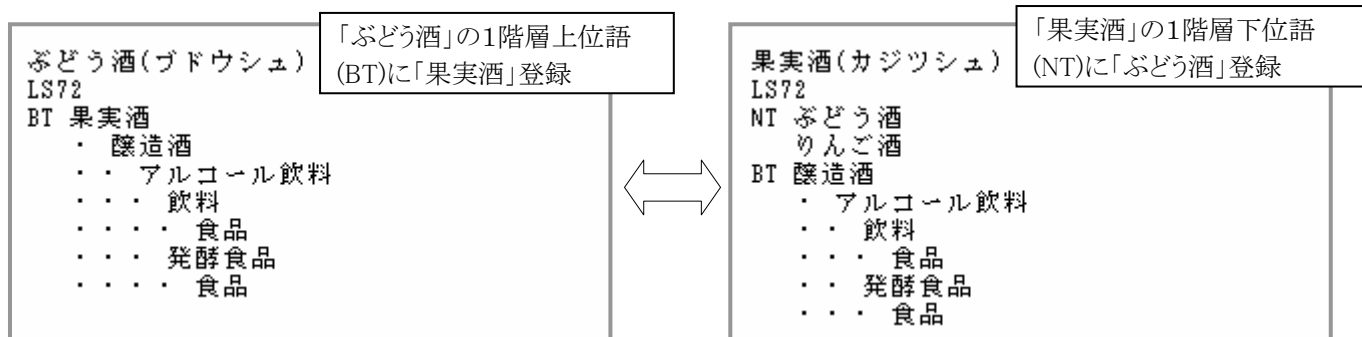 ぶどう酒(ブドウシュ)
LS72
BT 果実酒
・ 醸造酒
・・ アルコール飲料
・・・ 飲料
・・・・ 食品
・・・ 発酵食品
・・・・ 食品
「ぶどう酒」の1階層上位語
(BT)に「果実酒」登録
果実酒(カジツシュ)
LS72
NT ぶどう酒
りんご酒
BT 醸造酒
・ アルコール飲料
・・ 飲料
・・・ 食品
・・ 発酵食品
・・・ 食品
「果実酒」の1階層下位語
(NT)に「ぶどう酒」登録